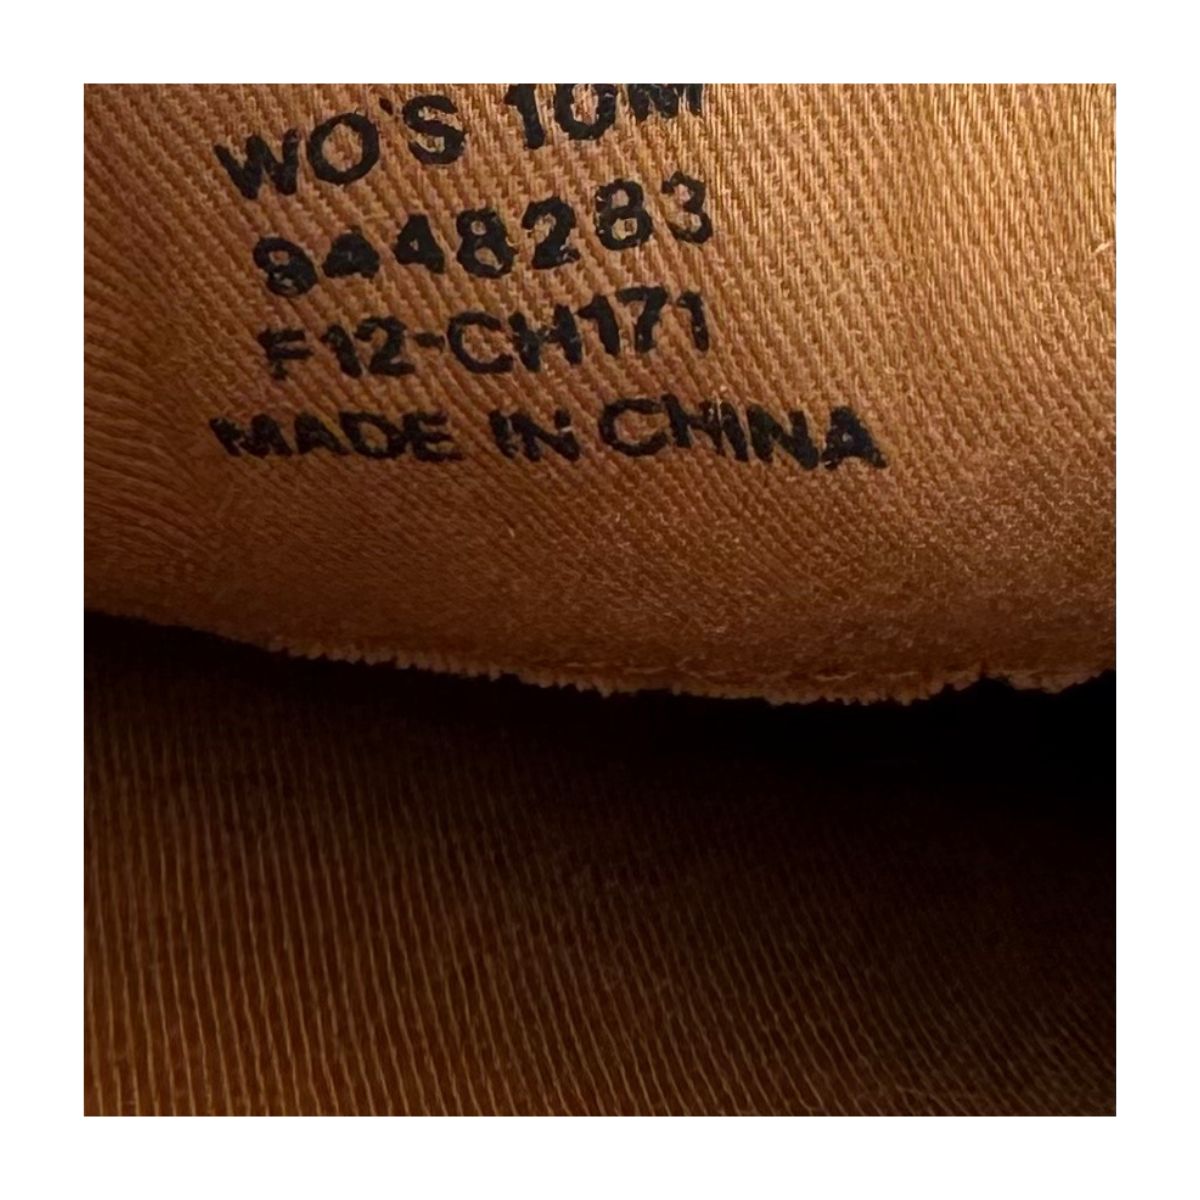 WO'S 10M
9448283
F12-CH171
MADE IN CHINA